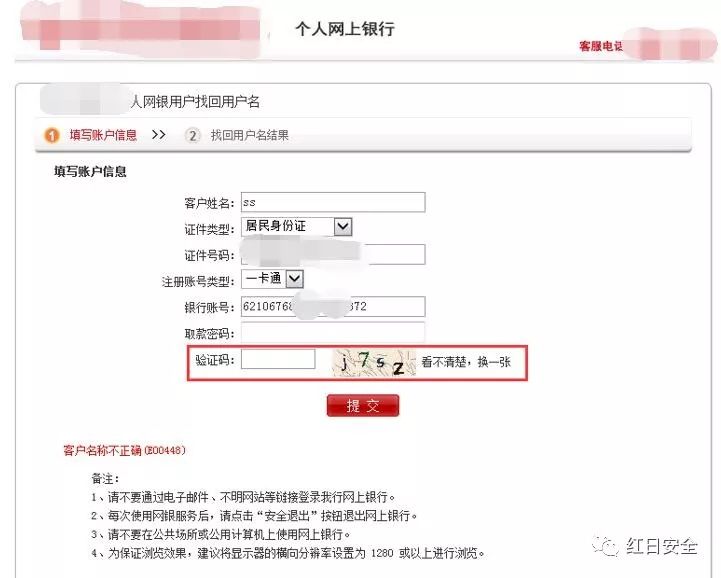 个人网上银行
客服电话
人网银用户找回用户名
1 填写账户信息 >> 2 找回用户名结果
填写账户信息
客户姓名: ss
证件类型: 居民身份证
证件号码:
注册账号类型: 一卡通
银行账号: 62106768 372
取款密码:
验证码: j7sz 看不清楚，换一张
提 交
客户名称不正确(E00448)
备注:
1、请不要通过电子邮件、不明网站等链接登录我行网上银行。
2、每次使用网银服务后，请点击“安全退出”按钮退出网上银行。
3、请不要在公共场所或公用计算机上使用网上银行。
4、为保证浏览效果，建议将显示器的横向分辨率设置为 1280 或以上进行浏览。
红日安全